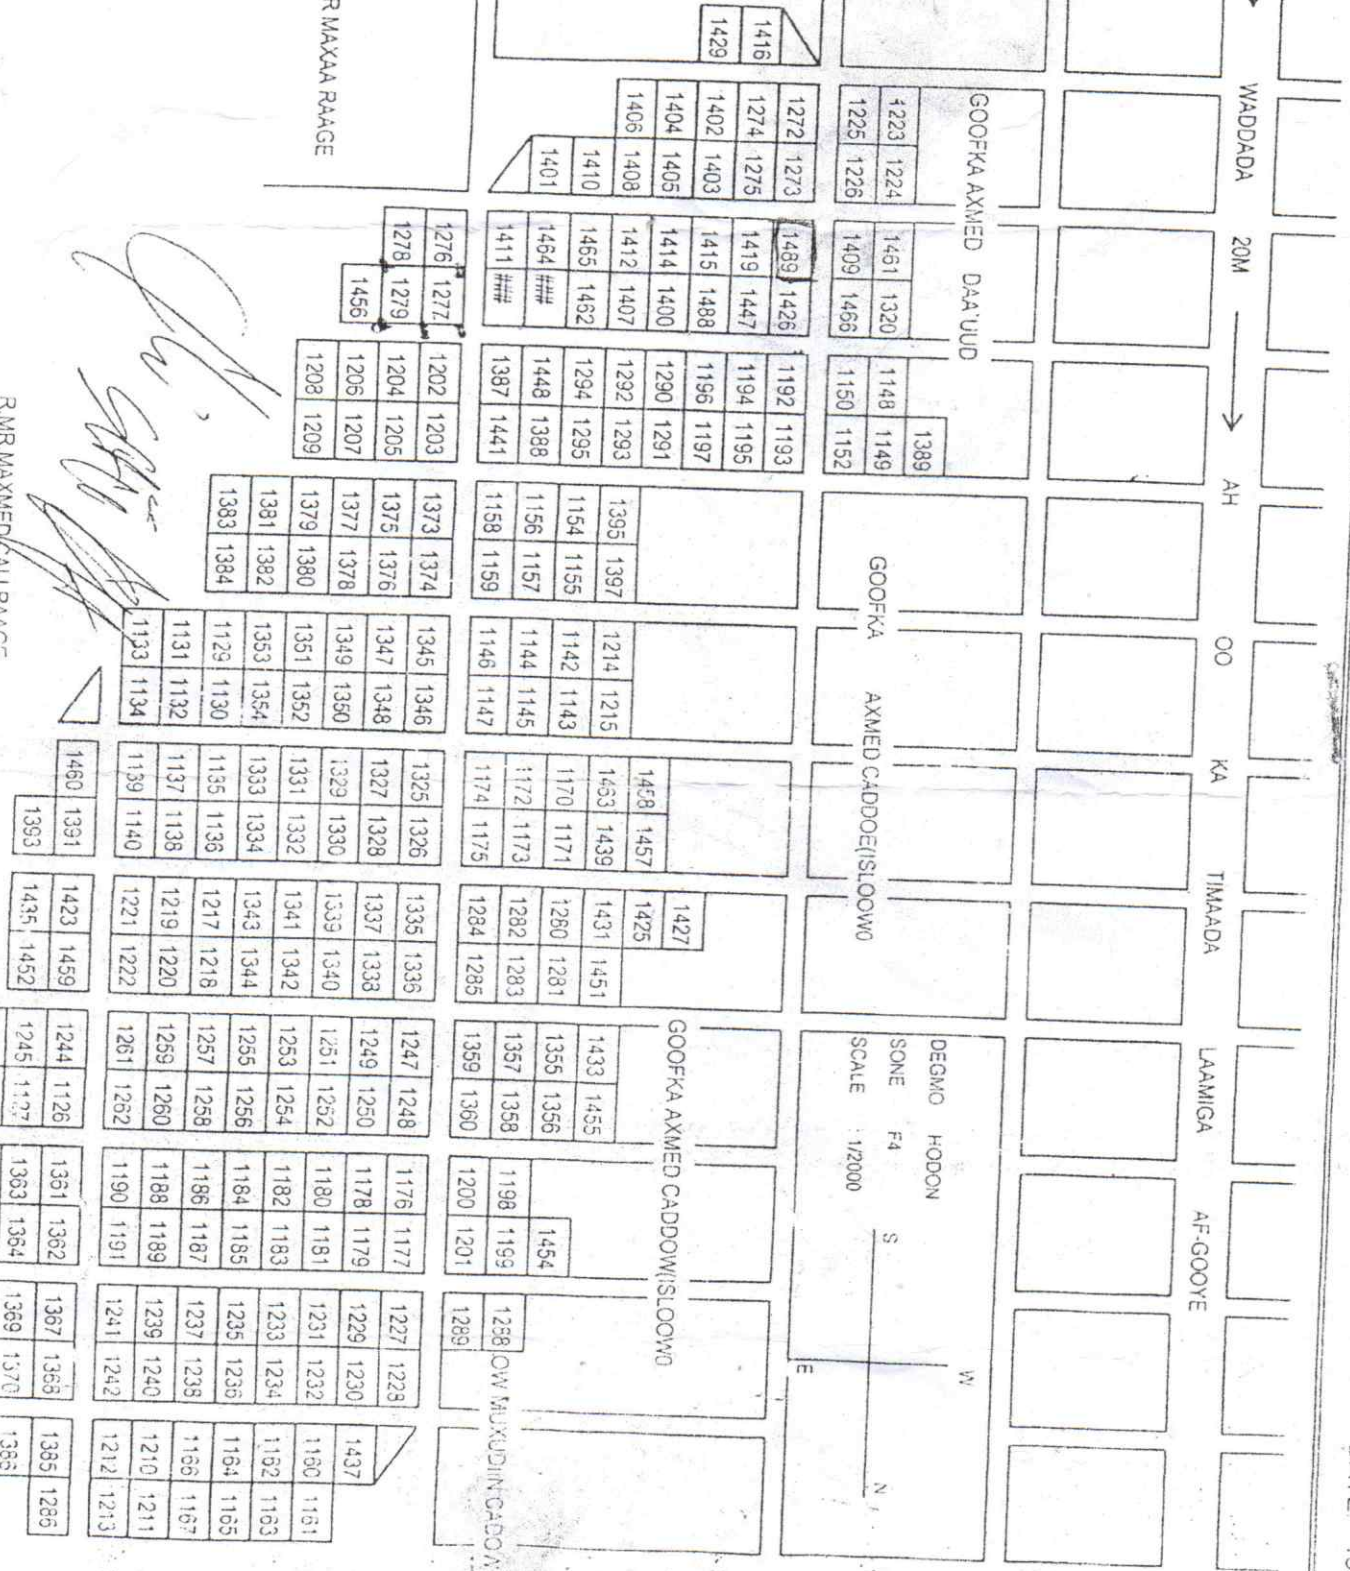 WADDADA 20M AH OO KA TIMAADA LAAMIGA AF-GOOYE
GOOFKA AXMED DAA'UUD W
1389 DEGMO HODON
1223 1224 1461 1320 1148 1149 SONE F4 S N
1225 1226 1409 1466 1150 1152 GOOFKA AXMED CADDOE(ISLOOWO SCALE 1/2000
E
1272 1273 1489 1426 1192 1193
1416 1274 1275 1419 1447 1194 1195
1429 1402 1403 1415 1488 1196 1197 1427
1404 1405 1414 1400 1290 1291 1458 1457 1425 GOOFKA AXMED CADDOW(ISLOOWO
1406 1408 1412 1407 1292 1293 1395 1397 1214 1215 1463 1439 1431 1451 1433 1455
1410 1465 1462 1294 1295 1154 1155 1142 1143 1170 1171 1280 1281 1355 1356 1454
1401 1464 ### 1448 1388 1156 1157 1144 1145 1172 1173 1282 1283 1357 1358 1198 1199 1288 OW MUXUDIIN CADOW
1411 ### 1387 1441 1158 1159 1146 1147 1174 1175 1284 1285 1359 1360 1200 1201 1289
1276 1277 1202 1203 1373 1374 1345 1346 1325 1326 1335 1336 1247 1248 1176 1177 1227 1228
1278 1279 1204 1205 1375 1376 1347 1348 1327 1328 1337 1338 1249 1250 1178 1179 1229 1230 1437
1456 1206 1207 1377 1378 1349 1350 1329 1330 1339 1340 1251 1252 1180 1181 1231 1232 1160 1161
R MAXAA RAAGE 1208 1209 1379 1380 1351 1352 1331 1332 1341 1342 1253 1254 1182 1183 1233 1234 1162 1163
1381 1382 1353 1354 1333 1334 1343 1344 1255 1256 1184 1185 1235 1236 1164 1165
1383 1384 1129 1130 1135 1136 1217 1218 1257 1258 1186 1187 1237 1238 1166 1167
1131 1132 1137 1138 1219 1220 1259 1260 1188 1189 1239 1240 1210 1211
1133 1134 1139 1140 1221 1222 1261 1262 1190 1191 1241 1242 1212 1213
1460 1391 1423 1459 1244 1126 1361 1362 1367 1368 1385 1286
1393 1435 1452 1245 1127 1363 1364 1369 1370 1386
R.MR MAXMED CALI RAAGE